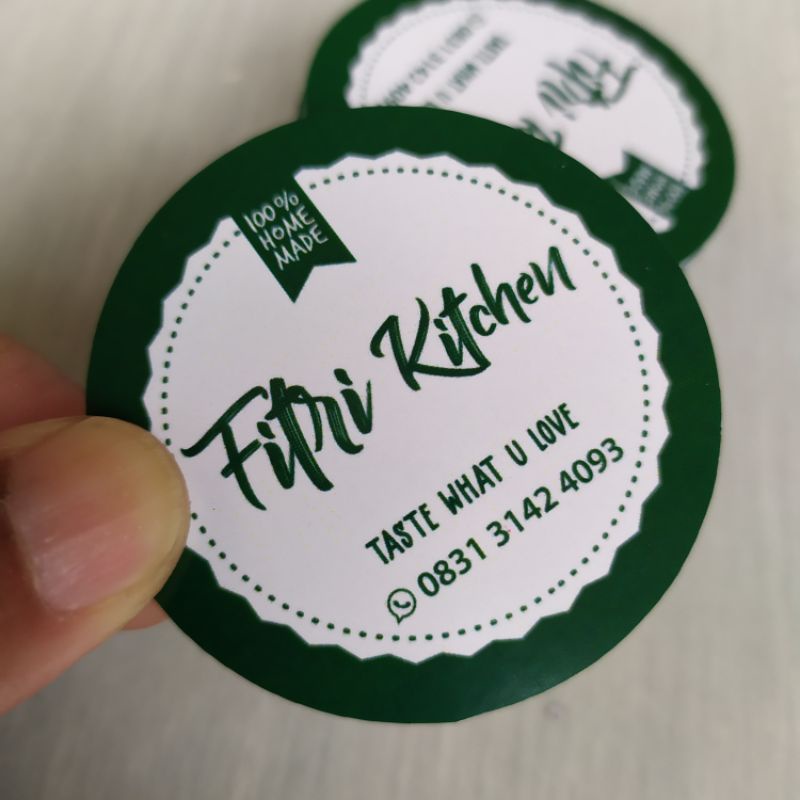 100%
HOME
MADE
Fitri Kitchen
TASTE WHAT U LOVE
0831 3142 4093